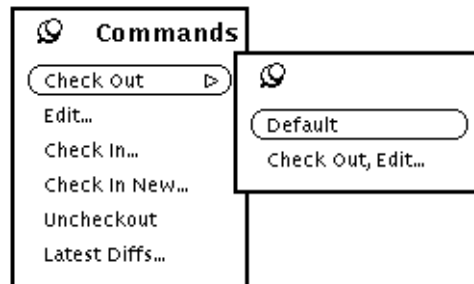 Commands
Check Out
Edit...
Check In...
Check In New...
Uncheckout
Latest Diffs...
Default
Check Out, Edit...